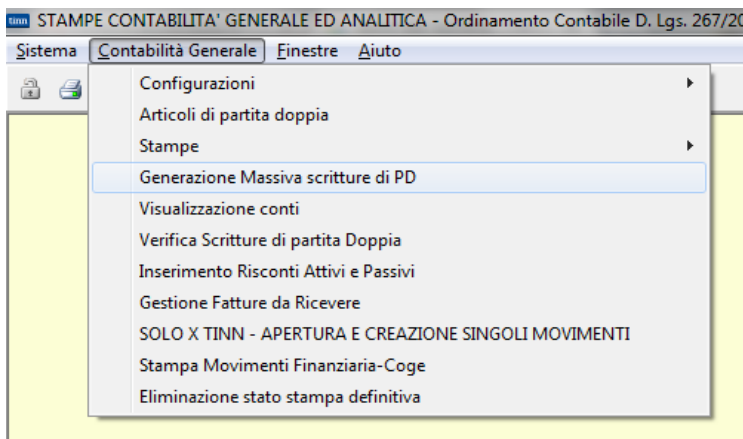 tinn STAMPE CONTABILITA' GENERALE ED ANALITICA - Ordinamento Contabile D. Lgs. 267/20
Sistema Contabilità Generale Finestre Aiuto
Configurazioni
Articoli di partita doppia
Stampe
Generazione Massiva scritture di PD
Visualizzazione conti
Verifica Scritture di partita Doppia
Inserimento Risconti Attivi e Passivi
Gestione Fatture da Ricevere
SOLO X TINN - APERTURA E CREAZIONE SINGOLI MOVIMENTI
Stampa Movimenti Finanziaria-Coge
Eliminazione stato stampa definitiva